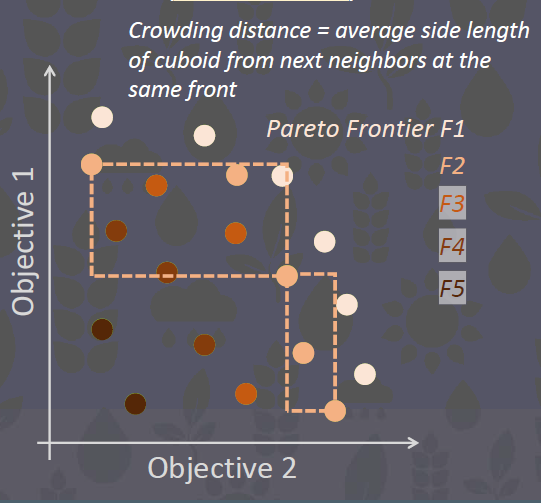 Crowding distance = average side length
of cuboid from next neighbors at the
same front
Pareto Frontier F1
F2
F3
F4
F5
Objective 1
Objective 2